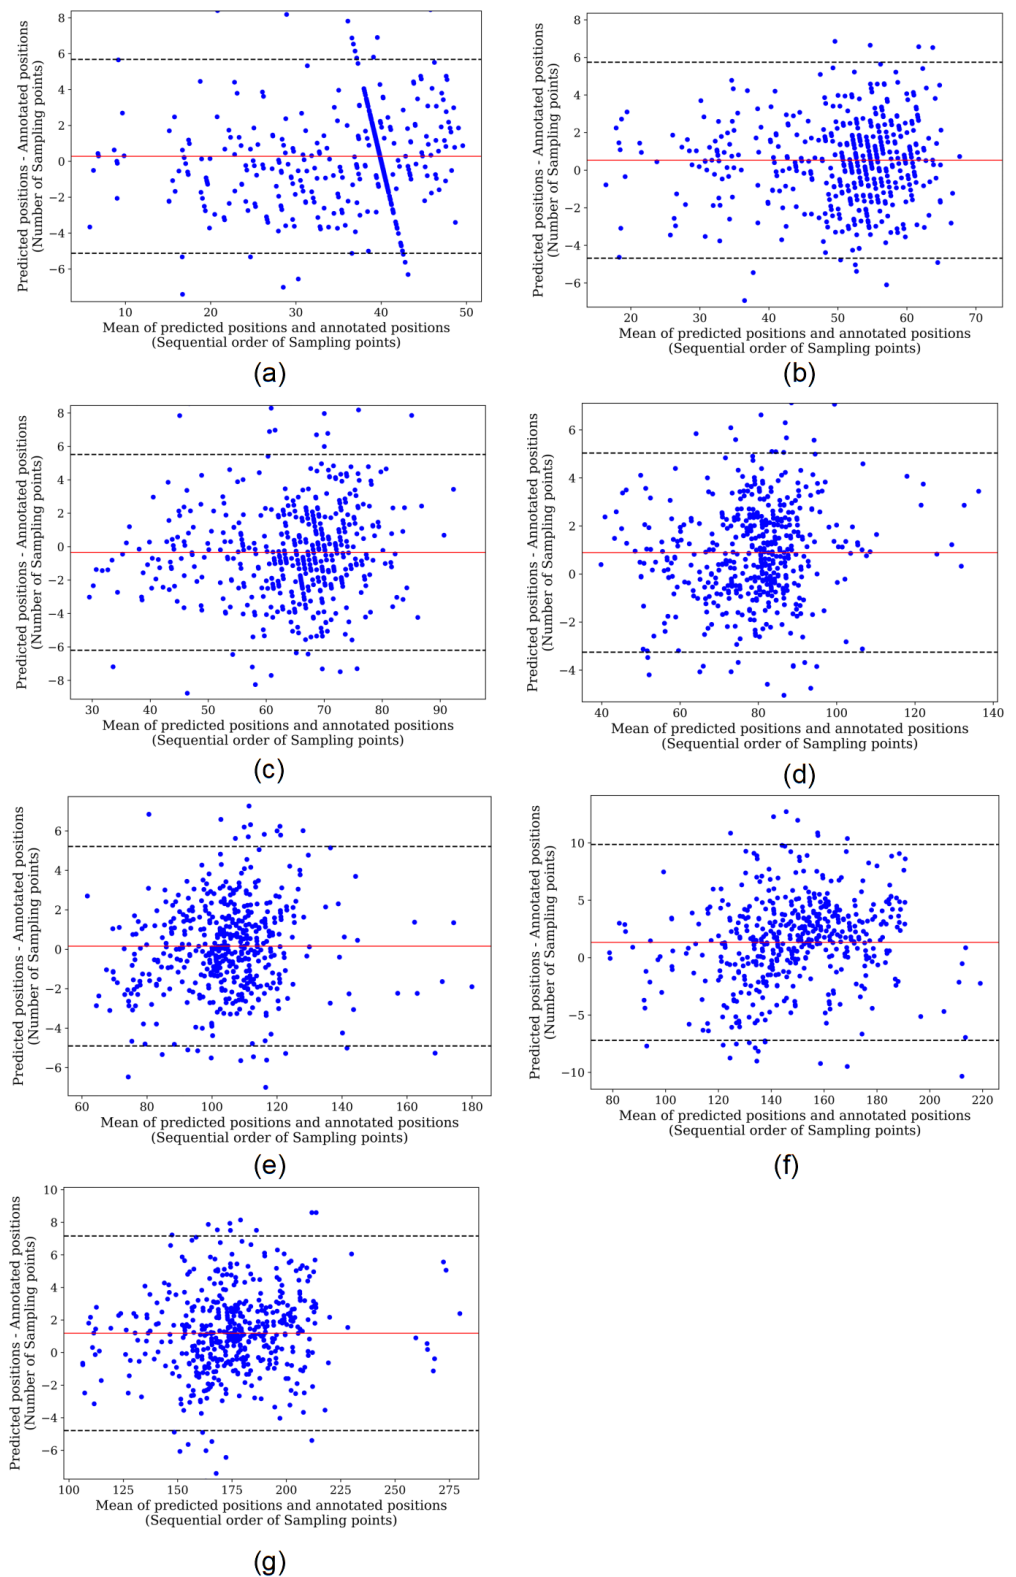 8
6
4
2
0
−2
−4
−6
Predicted positions - Annotated positions
(Number of Sampling points)
10 20 30 40 50
Mean of predicted positions and annotated positions
(Sequential order of Sampling points)
(a)
8
6
4
2
0
−2
−4
−6
Predicted positions - Annotated positions
(Number of Sampling points)
20 30 40 50 60 70
Mean of predicted positions and annotated positions
(Sequential order of Sampling points)
(b)
8
6
4
2
0
−2
−4
−6
−8
Predicted positions - Annotated positions
(Number of Sampling points)
30 40 50 60 70 80 90
Mean of predicted positions and annotated positions
(Sequential order of Sampling points)
(c)
6
4
2
0
−2
−4
Predicted positions - Annotated positions
(Number of Sampling points)
40 60 80 100 120 140
Mean of predicted positions and annotated positions
(Sequential order of Sampling points)
(d)
6
4
2
0
−2
−4
−6
Predicted positions - Annotated positions
(Number of Sampling points)
60 80 100 120 140 160 180
Mean of predicted positions and annotated positions
(Sequential order of Sampling points)
(e)
10
5
0
−5
−10
Predicted positions - Annotated positions
(Number of Sampling points)
80 100 120 140 160 180 200 220
Mean of predicted positions and annotated positions
(Sequential order of Sampling points)
(f)
10
8
6
4
2
0
−2
−4
−6
Predicted positions - Annotated positions
(Number of Sampling points)
100 125 150 175 200 225 250 275
Mean of predicted positions and annotated positions
(Sequential order of Sampling points)
(g)